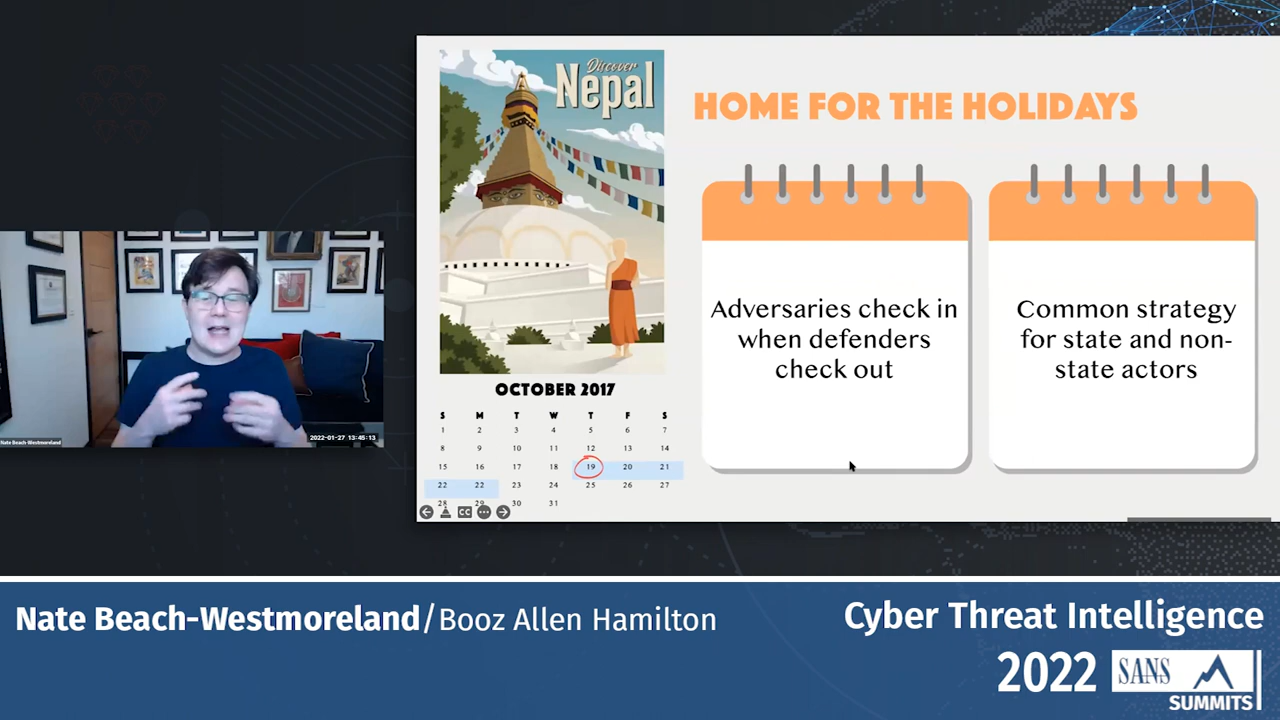 Discover
Nepal
OCTOBER 2017
S M T W T F S
1 2 3 4 5 6 7
8 9 10 11 12 13 14
15 16 17 18 19 20 21
22 22 23 24 25 26 27
28 29 30 31
CC
HOME FOR THE HOLIDAYS
Adversaries check in
when defenders
check out
Common strategy
for state and non-
state actors
Nate Beach-Westmoreland
2022-01-27 13:45:13
Nate Beach-Westmoreland/Booz Allen Hamilton
Cyber Threat Intelligence
2022
SANS
SUMMITS